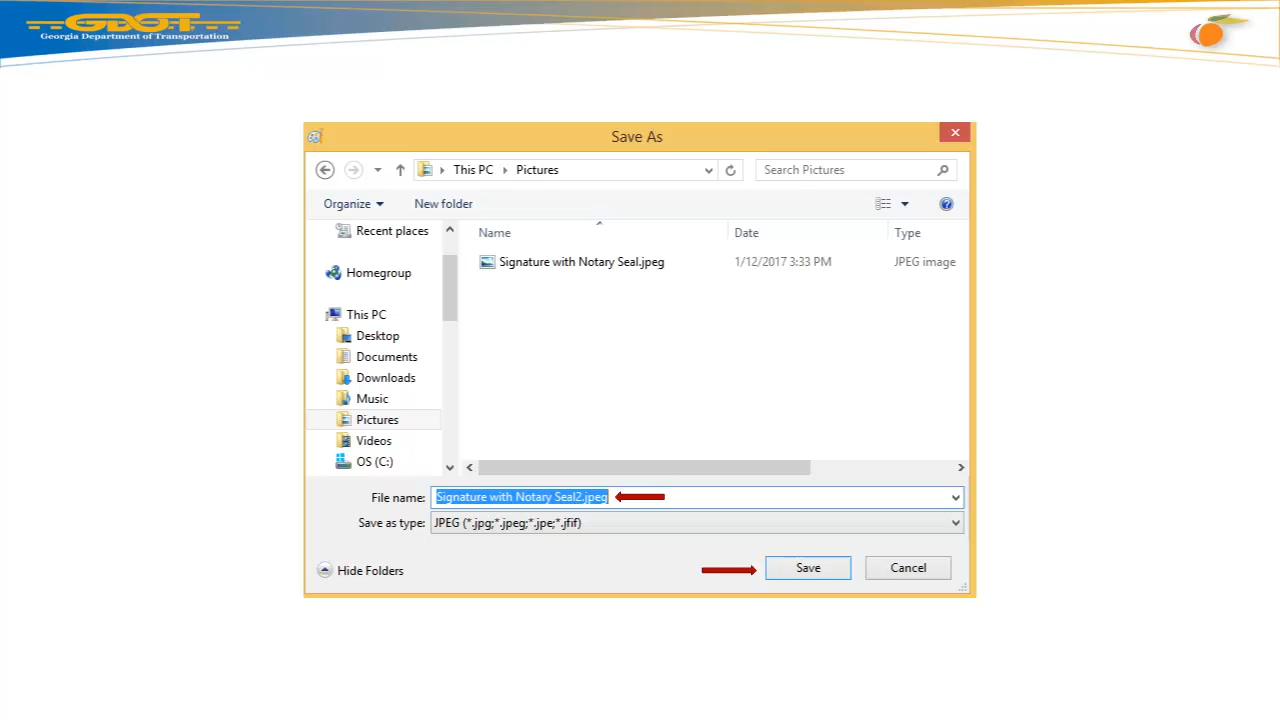 GDOT
Georgia Department of Transportation
Save As
This PC Pictures
Search Pictures
Organize New folder
Recent places
Homegroup
This PC
Desktop
Documents
Downloads
Music
Pictures
Videos
OS (C:)
Name Date Type
Signature with Notary Seal.jpeg 1/12/2017 3:33 PM JPEG image
File name: Signature with Notary Seal2.jpeg
Save as type: JPEG (*.jpg;*.jpeg;*.jpe;*.jfif)
Hide Folders Save Cancel